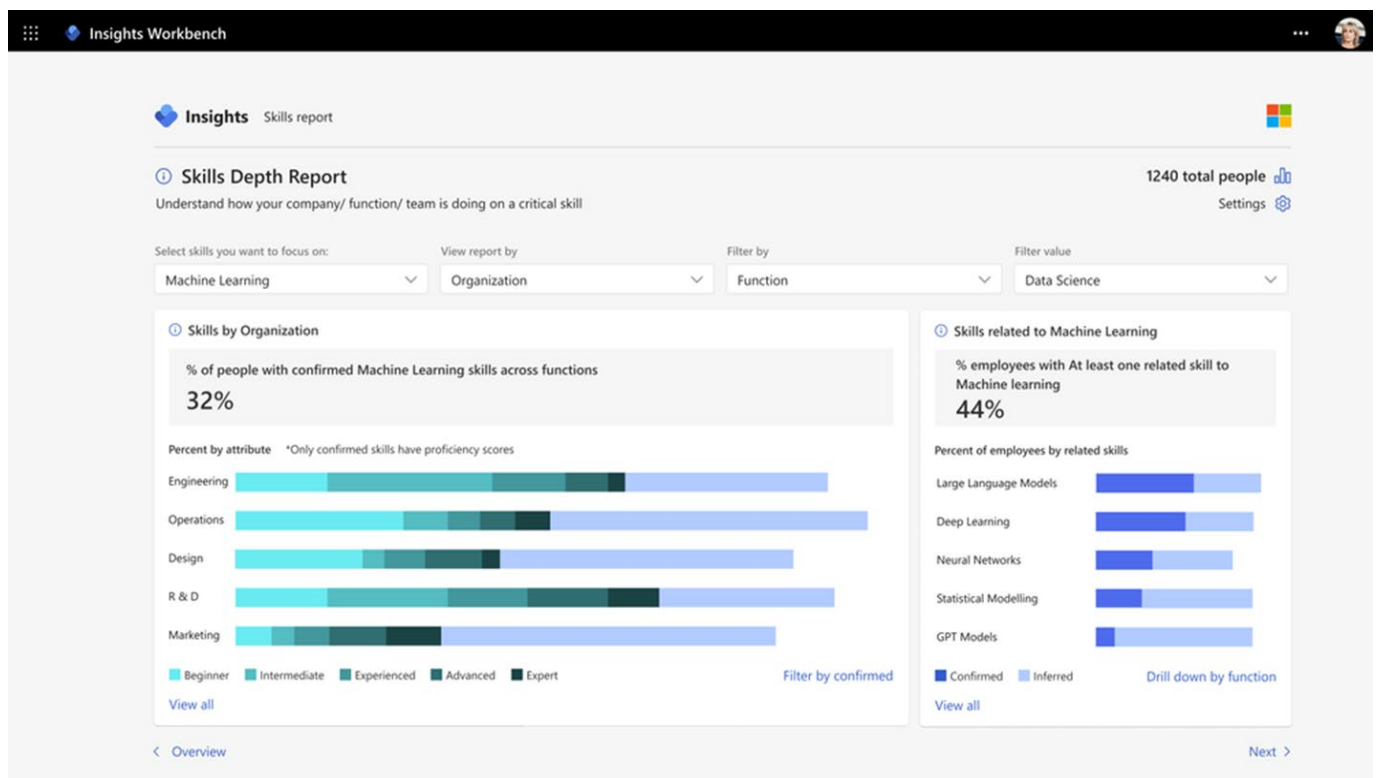 Insights Workbench
Insights Skills report
Skills Depth Report
1240 total people
Understand how your company/ function/ team is doing on a critical skill
Settings
Select skills you want to focus on:
View report by
Filter by
Filter value
Machine Learning
Organization
Function
Data Science
Skills by Organization
% of people with confirmed Machine Learning skills across functions
32%
Percent by attribute *Only confirmed skills have proficiency scores
Engineering
Operations
Design
R & D
Marketing
Beginner Intermediate Experienced Advanced Expert
Filter by confirmed
View all
Skills related to Machine Learning
% employees with At least one related skill to
Machine learning
44%
Percent of employees by related skills
Large Language Models
Deep Learning
Neural Networks
Statistical Modelling
GPT Models
Confirmed Inferred
Drill down by function
View all
Overview
Next